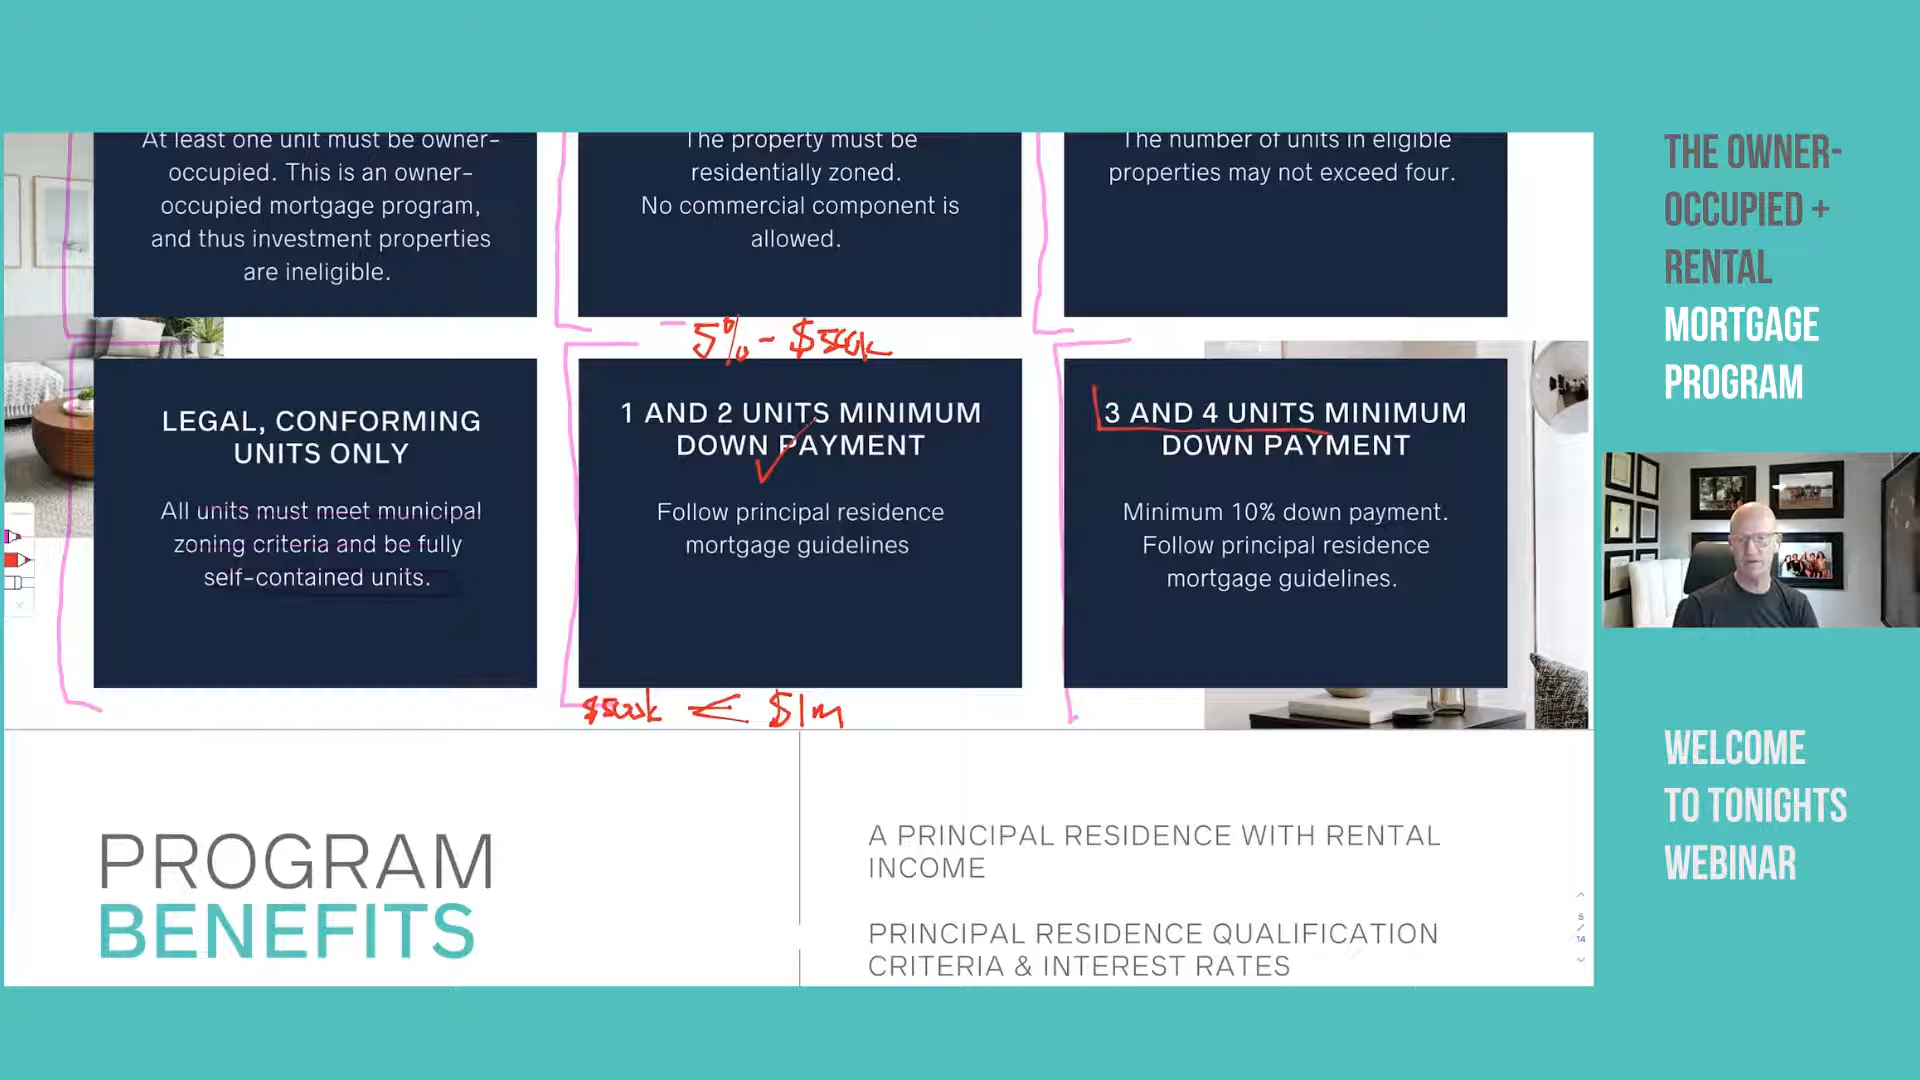 At least one unit must be owner-
occupied. This is an owner-
occupied mortgage program,
and thus investment properties
are ineligible.
The property must be
residentially zoned.
No commercial component is
allowed.
The number of units in eligible
properties may not exceed four.
5% - $500k
LEGAL, CONFORMING
UNITS ONLY
All units must meet municipal
zoning criteria and be fully
self-contained units.
1 AND 2 UNITS MINIMUM
DOWN PAYMENT
Follow principal residence
mortgage guidelines
3 AND 4 UNITS MINIMUM
DOWN PAYMENT
Minimum 10% down payment.
Follow principal residence
mortgage guidelines.
$500k < $1m
PROGRAM
BENEFITS
A PRINCIPAL RESIDENCE WITH RENTAL
INCOME
PRINCIPAL RESIDENCE QUALIFICATION
CRITERIA & INTEREST RATES
5
/
14
THE OWNER-
OCCUPIED +
RENTAL
MORTGAGE
PROGRAM
WELCOME
TO TONIGHTS
WEBINAR